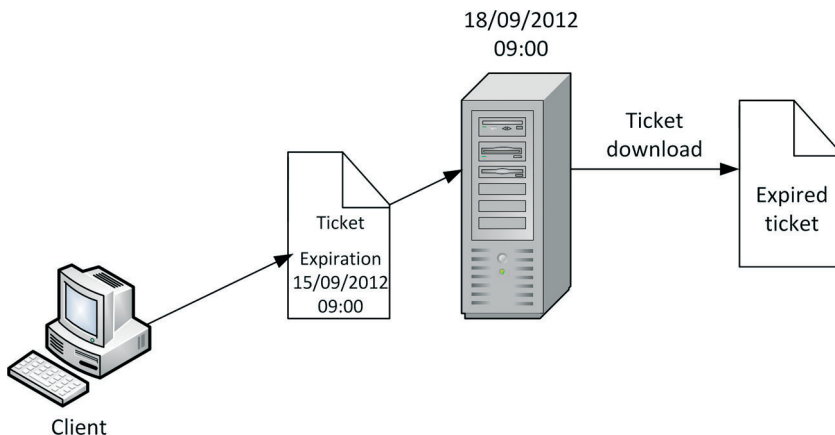 18/09/2012
09:00
Ticket
download
Ticket
Expiration
15/09/2012
09:00
Expired
ticket
Client